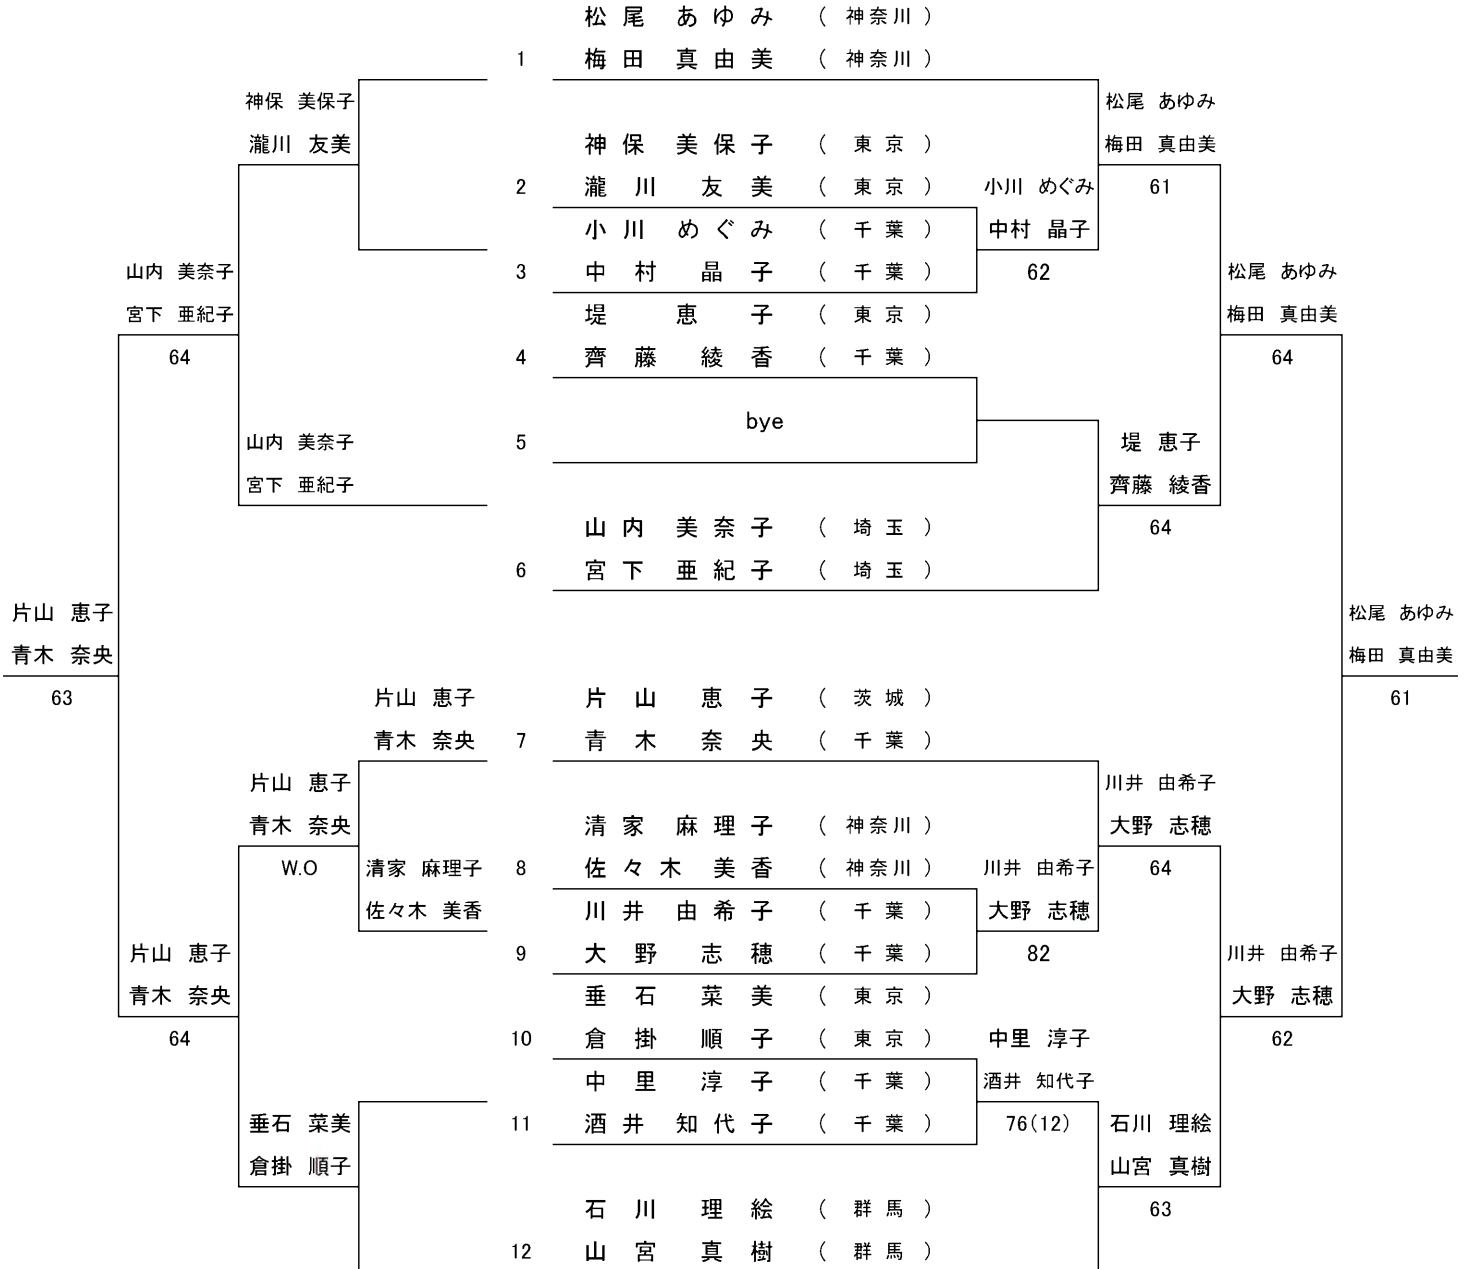 松尾 あゆみ ( 神奈川 )
1 梅田 真由美 ( 神奈川 )
神保 美保子 松尾 あゆみ
瀧川 友美 神保 美保子 ( 東京 ) 梅田 真由美
2 瀧川 友美 ( 東京 ) 小川 めぐみ 61
小川 めぐみ ( 千葉 ) 中村 晶子
山内 美奈子 3 中村 晶子 ( 千葉 ) 62 松尾 あゆみ
宮下 亜紀子 堤 恵子 ( 東京 ) 梅田 真由美
64 4 齊藤 綾香 ( 千葉 ) 64
bye
山内 美奈子 5 堤 恵子
宮下 亜紀子 齊藤 綾香
山内 美奈子 ( 埼玉 ) 64
6 宮下 亜紀子 ( 埼玉 )
片山 恵子 松尾 あゆみ
青木 奈央 梅田 真由美
63 片山 恵子 片山 恵子 ( 茨城 ) 61
青木 奈央 7 青木 奈央 ( 千葉 )
片山 恵子 川井 由希子
青木 奈央 清家 麻理子 ( 神奈川 ) 大野 志穂
W.O 清家 麻理子 8 佐々木 美香 ( 神奈川 ) 川井 由希子 64
佐々木 美香 川井 由希子 ( 千葉 ) 大野 志穂
片山 恵子 9 大野 志穂 ( 千葉 ) 82 川井 由希子
青木 奈央 垂石 菜美 ( 東京 ) 大野 志穂
64 10 倉掛 順子 ( 東京 ) 中里 淳子 62
中里 淳子 ( 千葉 ) 酒井 知代子
垂石 菜美 11 酒井 知代子 ( 千葉 ) 76(12) 石川 理絵
倉掛 順子 山宮 真樹
石川 理絵 ( 群馬 ) 63
12 山宮 真樹 ( 群馬 )